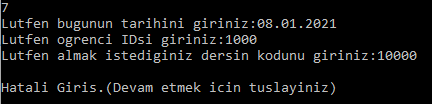 7
Lutfen bugunun tarihini giriniz:08.01.2021
Lutfen ogrenci IDsi giriniz:1000
Lutfen almak istediginiz dersin kodunu giriniz:10000
Hatali Giris.(Devam etmek icin tuslayiniz)